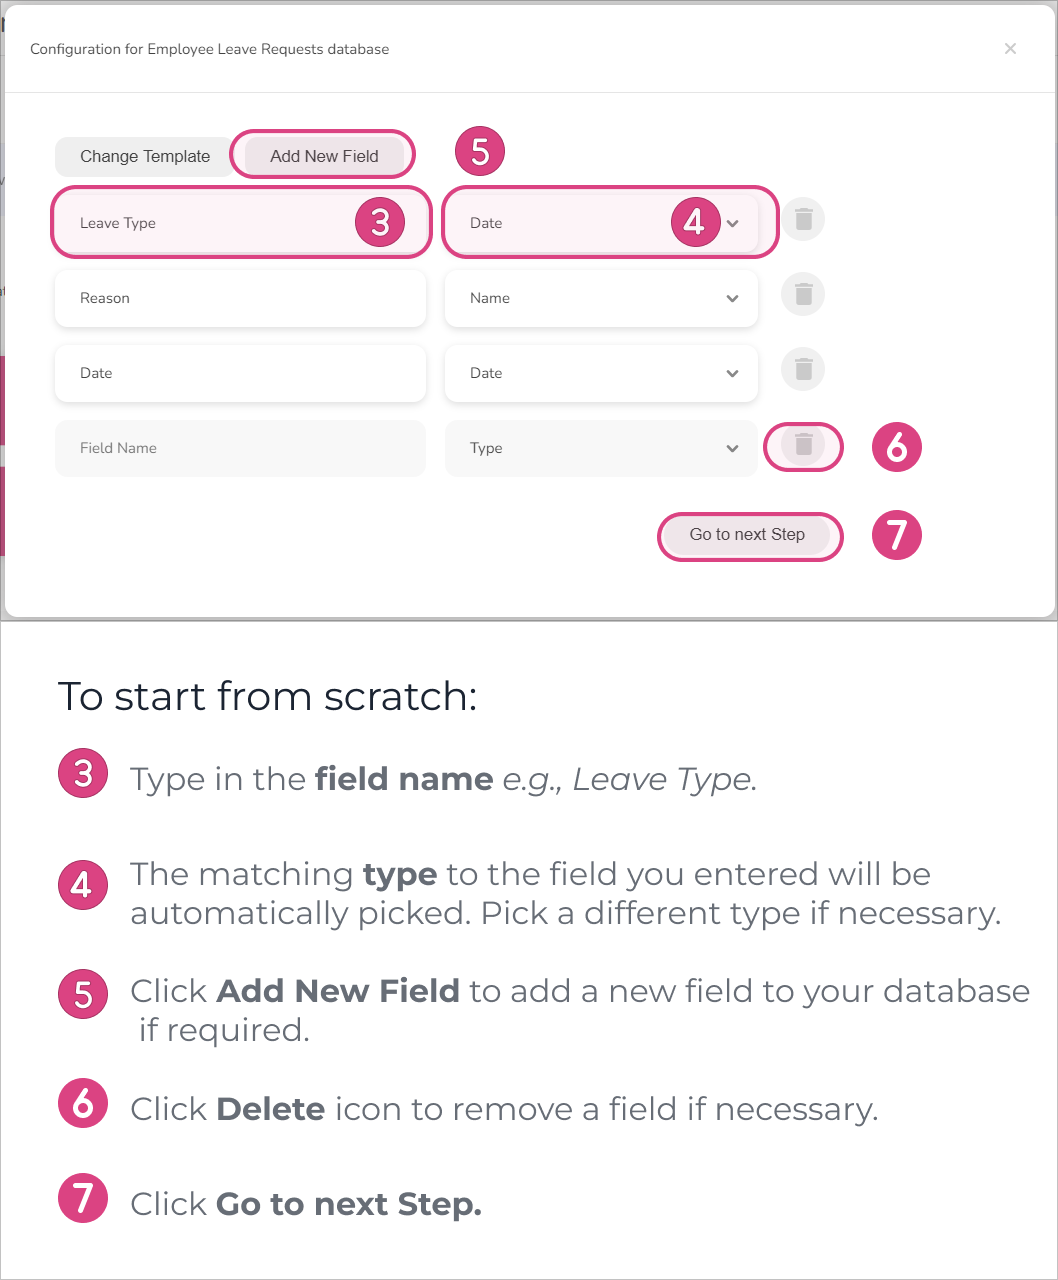 Configuration for Employee Leave Requests database ×
Change Template Add New Field 5
Leave Type 3 Date 4
Reason Name
Date Date
Field Name Type 6
Go to next Step 7
To start from scratch:
3 Type in the field name e.g., Leave Type.
4 The matching type to the field you entered will be
automatically picked. Pick a different type if necessary.
5 Click Add New Field to add a new field to your database
if required.
6 Click Delete icon to remove a field if necessary.
7 Click Go to next Step.